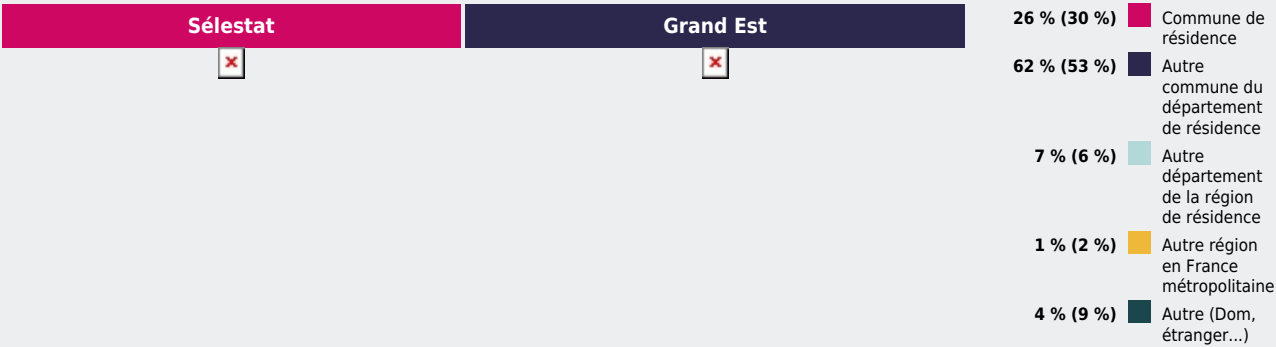 Sélestat
Grand Est
26 % (30 %) Commune de
résidence
62 % (53 %) Autre
commune du
département
de résidence
7 % (6 %) Autre
département
de la région
de résidence
1 % (2 %) Autre région
en France
métropolitaine
4 % (9 %) Autre (Dom,
étranger...)